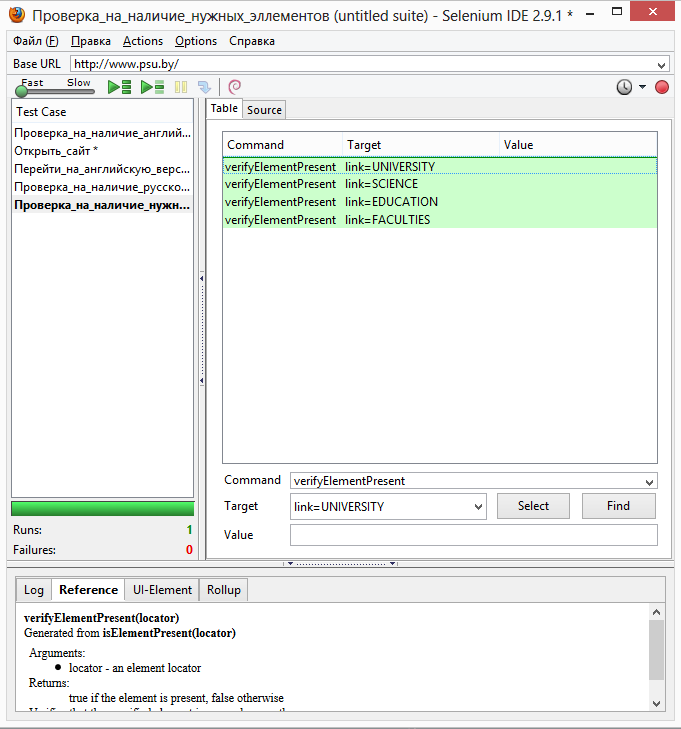 Проверка_на_наличие_нужных_эллементов (untitled suite) - Selenium IDE 2.9.1 *
Файл (F) Правка Actions Options Справка
Base URL http://www.psu.by/
Fast Slow
Test Case
Проверка_на_наличие_англий...
Открыть_сайт *
Перейти_на_английскую_верс...
Проверка_на_наличие_русско...
Проверка_на_наличие_нужн...
Runs: 1
Failures: 0
Table Source
Command Target Value
verifyElementPresent link=UNIVERSITY
verifyElementPresent link=SCIENCE
verifyElementPresent link=EDUCATION
verifyElementPresent link=FACULTIES
Command verifyElementPresent
Target link=UNIVERSITY Select Find
Value
Log Reference UI-Element Rollup
verifyElementPresent(locator)
Generated from isElementPresent(locator)
Arguments:
locator - an element locator
Returns:
true if the element is present, false otherwise